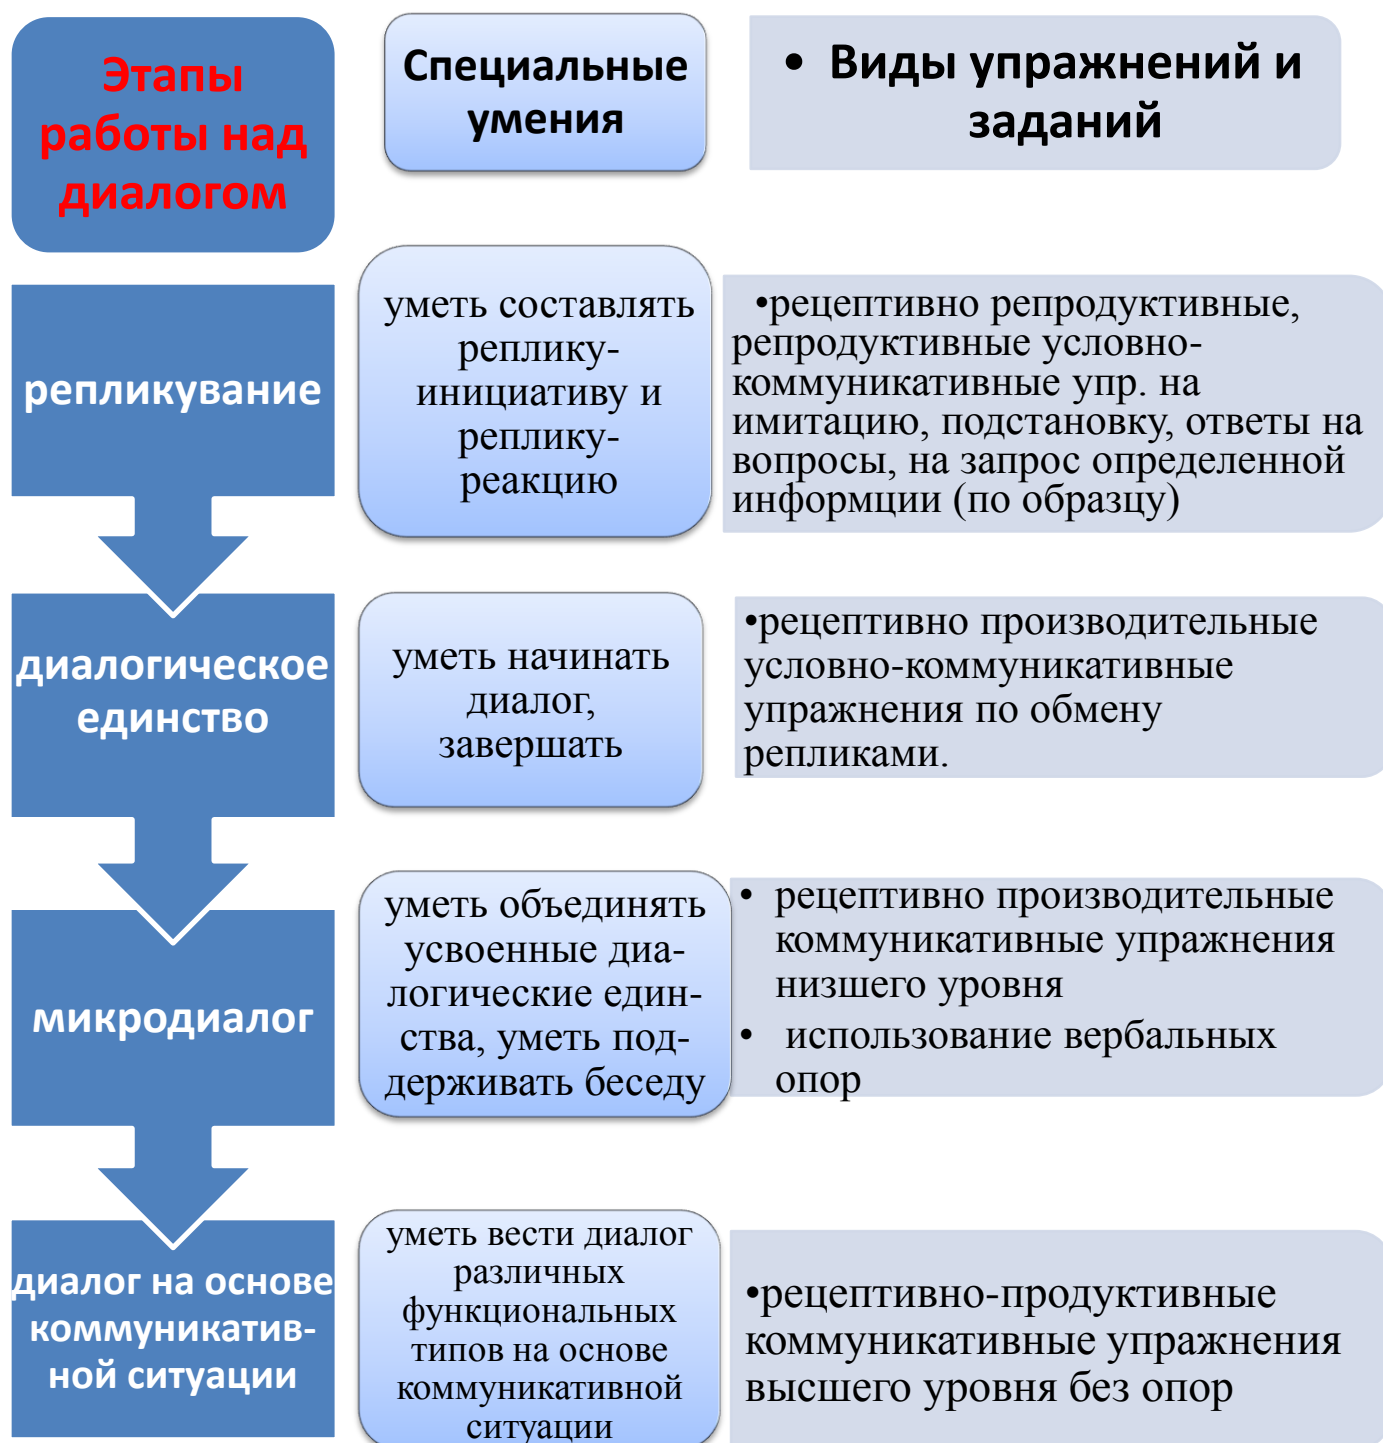 Этапы
работы над
диалогом
Специальные
умения
• Виды упражнений и
заданий
репликувание
уметь составлять
реплику-
инициативу и
реплику-
реакцию
•рецептивно репродуктивные,
репродуктивные условно-
коммуникативные упр. на
имитацию, подстановку, ответы на
вопросы, на запрос определенной
информции (по образцу)
диалогическое
единство
уметь начинать
диалог,
завершать
•рецептивно производительные
условно-коммуникативные
упражнения по обмену
репликами.
микродиалог
уметь объединять
усвоенные диа-
логические един-
ства, уметь под-
держивать беседу
• рецептивно производительные
коммуникативные упражнения
низшего уровня
• использование вербальных
опор
диалог на основе
коммуникатив-
ной ситуации
уметь вести диалог
различных
функциональных
типов на основе
коммуникативной
ситуации
•рецептивно-продуктивные
коммуникативные упражнения
высшего уровня без опор